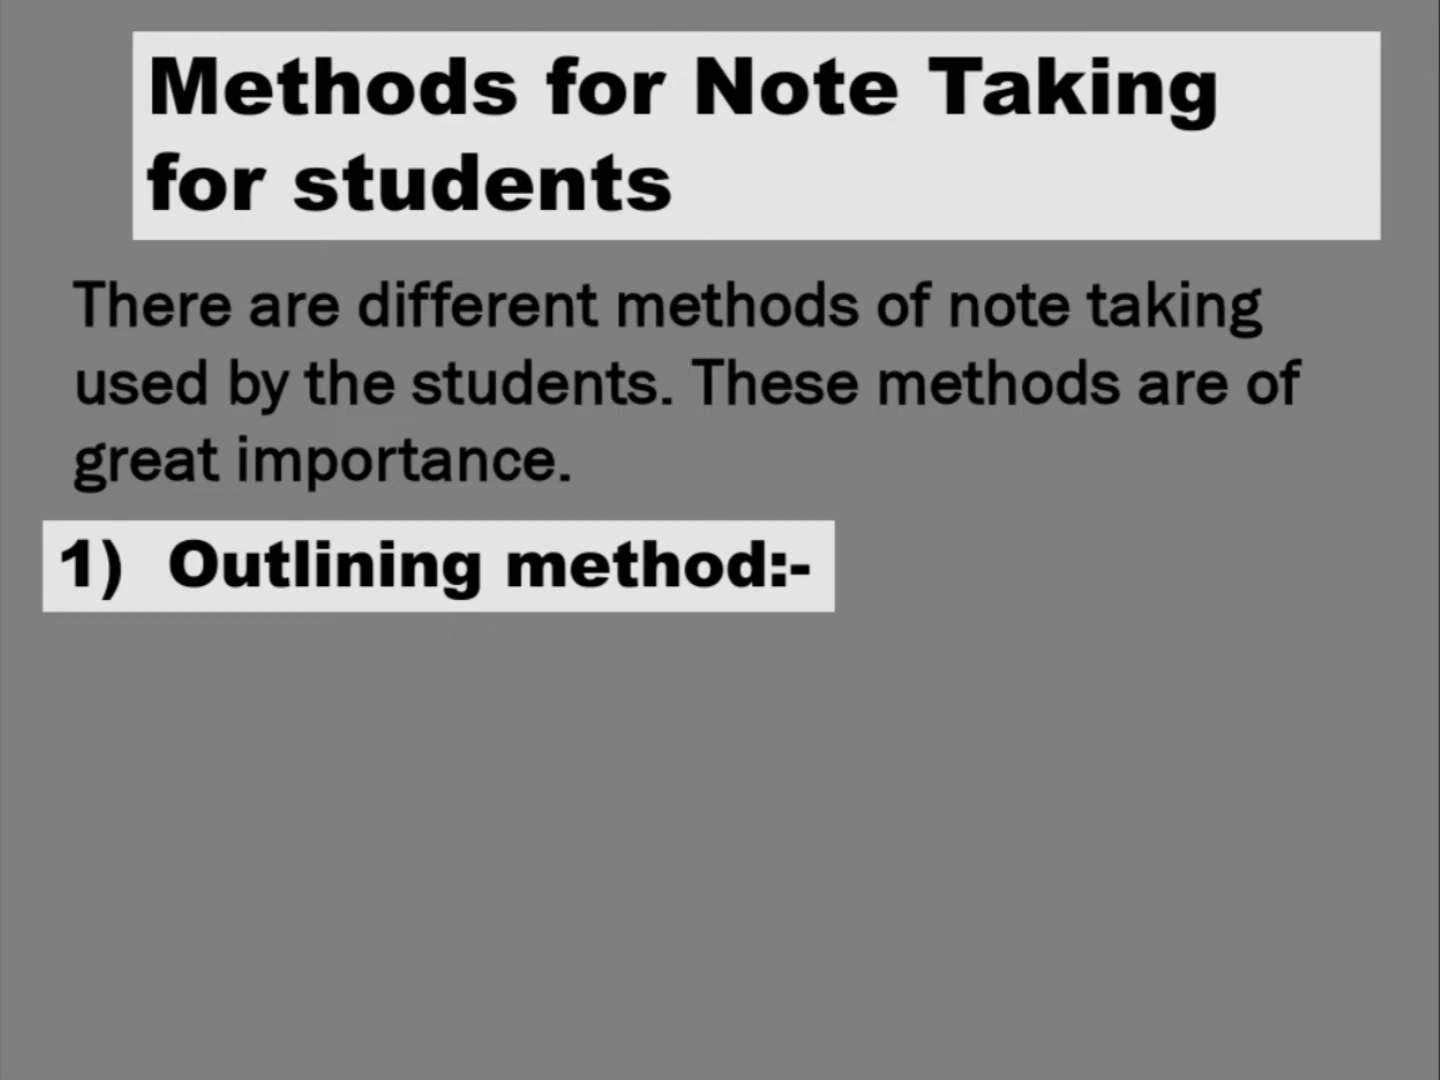 Methods for Note Taking
for students
There are different methods of note taking
used by the students. These methods are of
great importance.
1) Outlining method:-